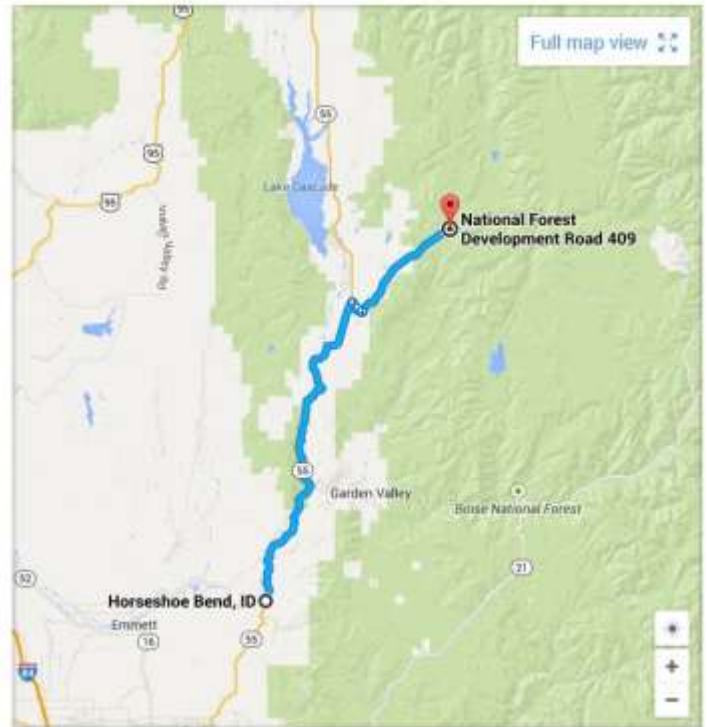 95
Full map view
55
95
Lake Cascade
95
National Forest
Development Road 409
55
Garden Valley
Boise National Forest
21
52
Horseshoe Bend, ID
Emmett
16
55
84
+
−